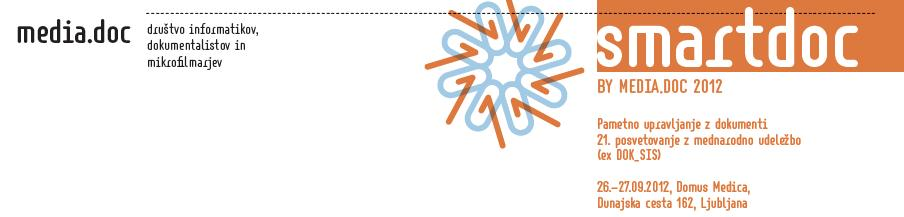 media.doc
društvo informatikov,
dokumentalistov in
mikrofilmarjev
smartdoc
BY MEDIA.DOC 2012
Pametno upravljanje z dokumenti
21. posvetovanje z mednarodno udeležbo
(ex DOK_SIS)
26.–27.09.2012, Domus Medica,
Dunajska cesta 162, Ljubljana